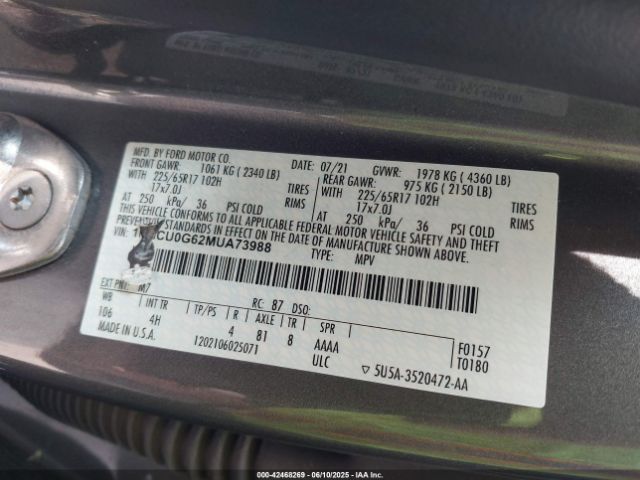 MFD. BY FORD MOTOR CO.
DATE: 07/21 GVWR: 1978 KG ( 4360 LB)
FRONT GAWR: 1061 KG ( 2340 LB) REAR GAWR: 975 KG ( 2150 LB)
WITH 225/65R17 102H TIRES WITH 225/65R17 102H TIRES
17x7.0J RIMS 17x7.0J RIMS
AT 250 kPa/ 36 PSI COLD AT 250 kPa/ 36 PSI COLD
THIS VEHICLE CONFORMS TO ALL APPLICABLE FEDERAL MOTOR VEHICLE SAFETY AND THEFT
PREVENTION STANDARDS IN EFFECT ON THE DATE OF MANUFACTURE SHOWN ABOVE.
VIN: CU0G62MUA73988
TYPE: MPV
EXT PNT: M7 RC: 87 DSO:
WB INT TR TP/PS R AXLE TR SPR
106 4H 4 81 8 AAAA F0157
MADE IN U.S.A. 1202106025071 ULC T0180
▽ 5U5A-3520472-AA
000-42468269 - 06/10/2025 - IAAI